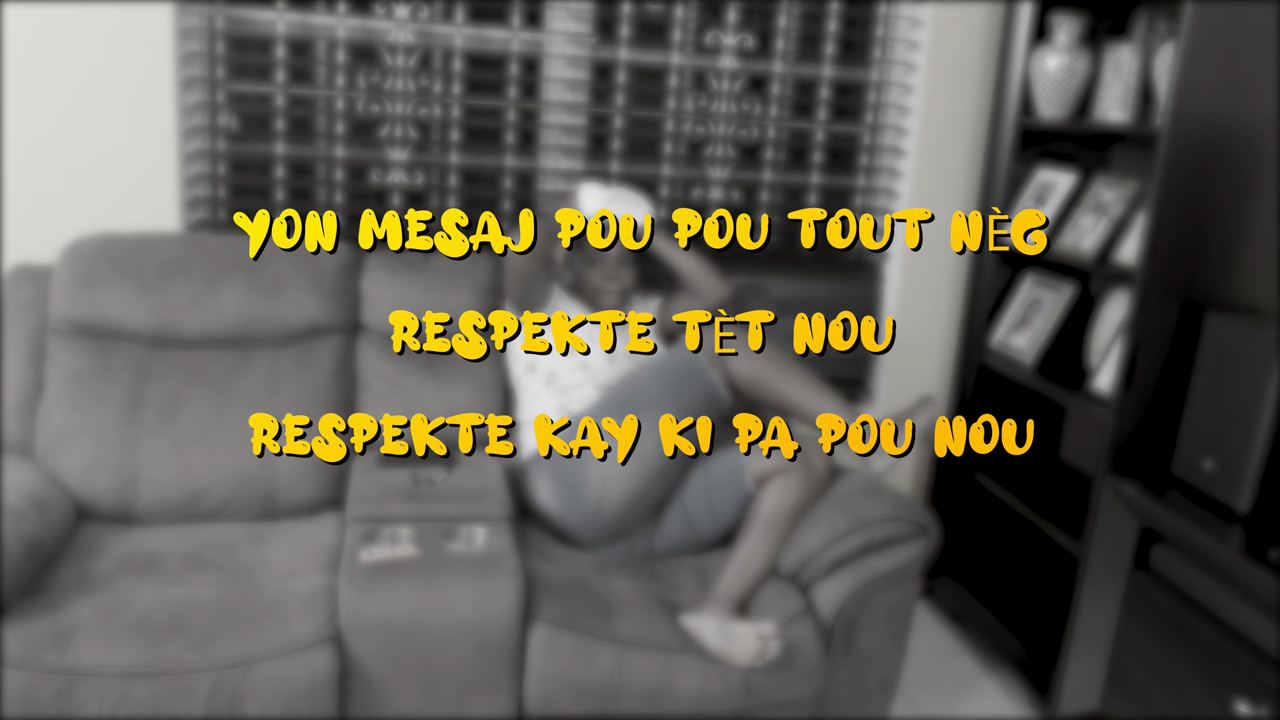 YON MESAJ POU POU TOUT NÈG
RESPEKTE TÈT NOU
RESPEKTE KAY KI PA POU NOU